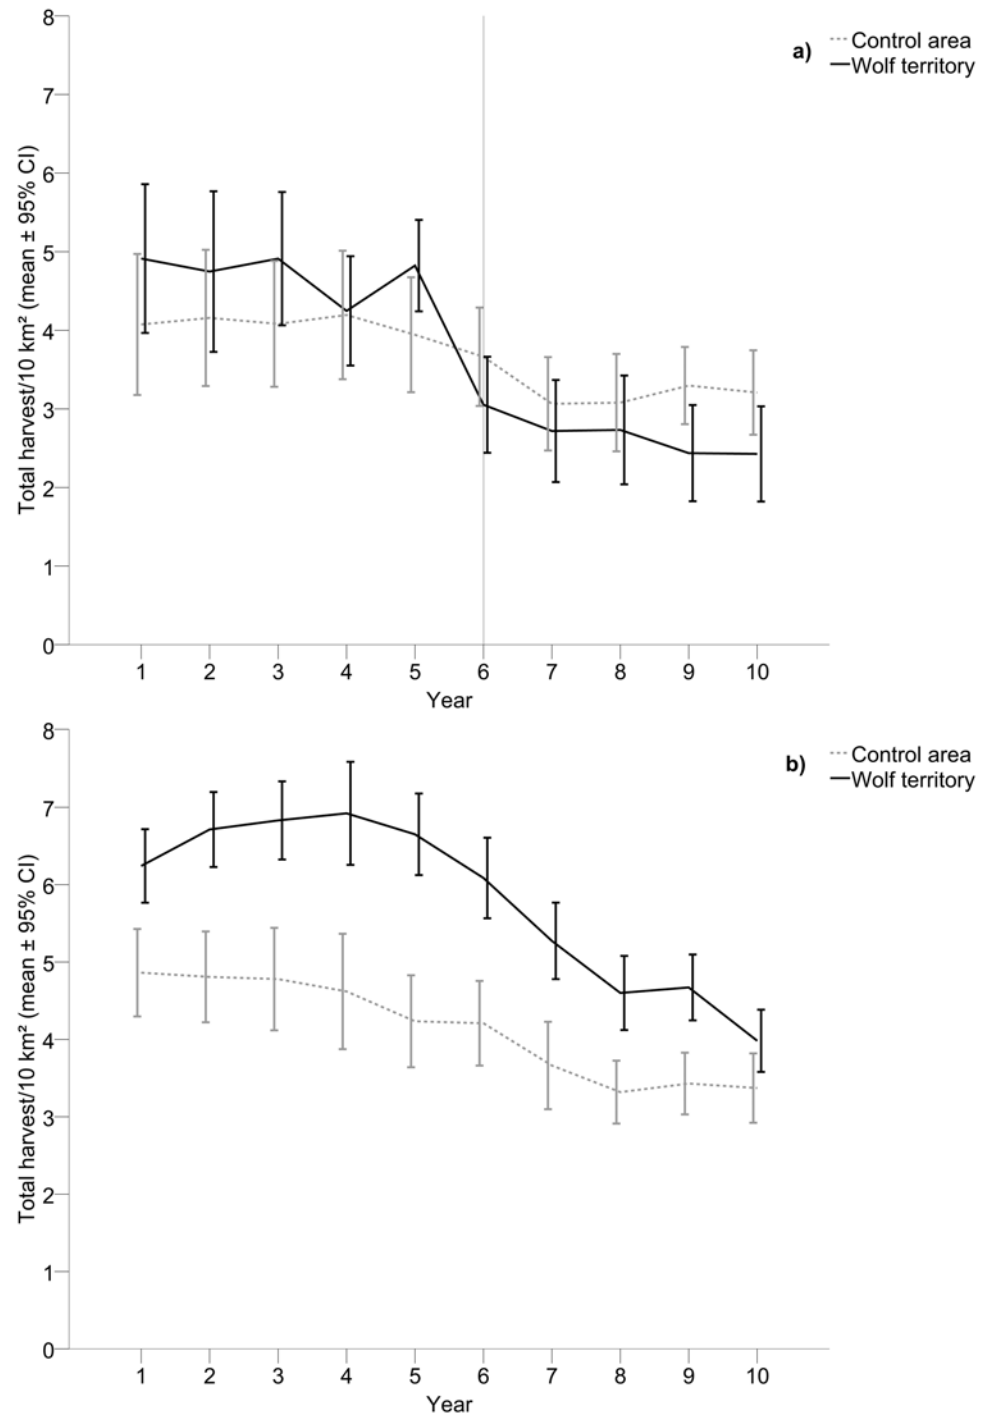 a)
Control area
Wolf territory
Total harvest/10 km² (mean ± 95% CI)
8
7
6
5
4
3
2
1
0
1 2 3 4 5 6 7 8 9 10
Year
b)
Control area
Wolf territory
Total harvest/10 km² (mean ± 95% CI)
8
7
6
5
4
3
2
1
0
1 2 3 4 5 6 7 8 9 10
Year